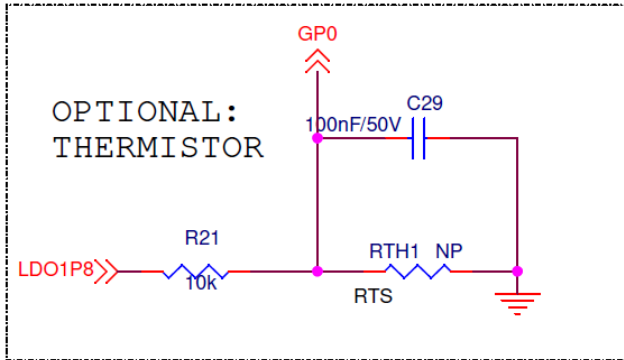 GP0
OPTIONAL:
THERMISTOR
C29
100nF/50V
R21
10k
LDO1P8
RTH1 NP
RTS